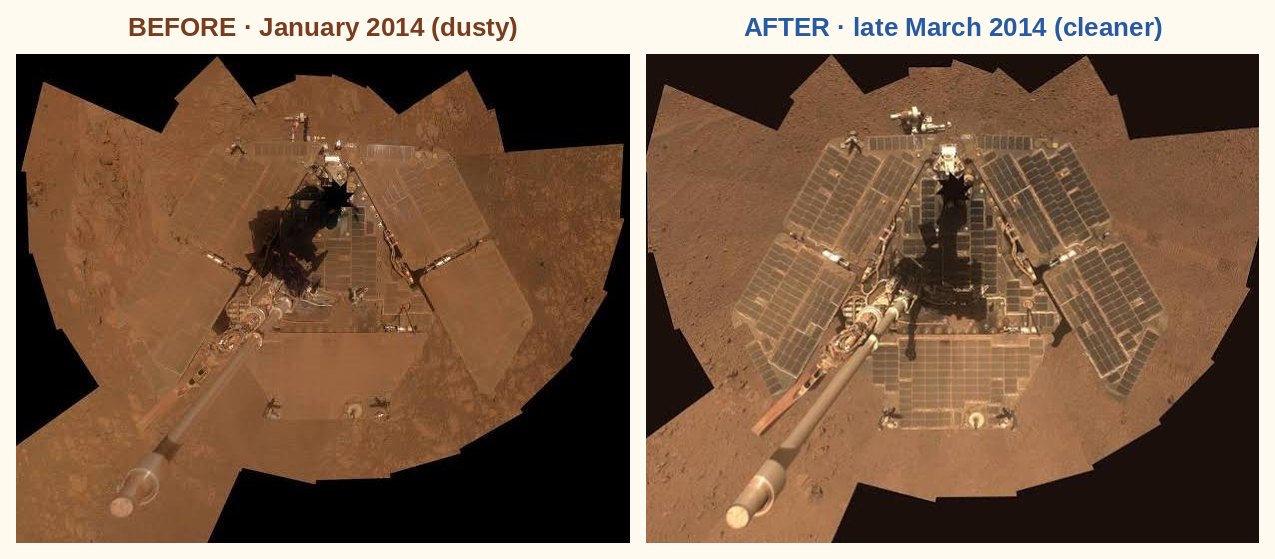 BEFORE · January 2014 (dusty)
AFTER · late March 2014 (cleaner)